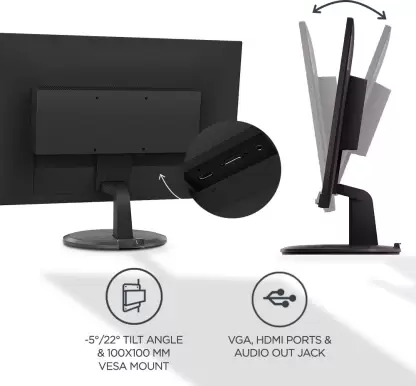 -5°/22° TILT ANGLE
& 100X100 MM
VESA MOUNT
VGA, HDMI PORTS &
AUDIO OUT JACK